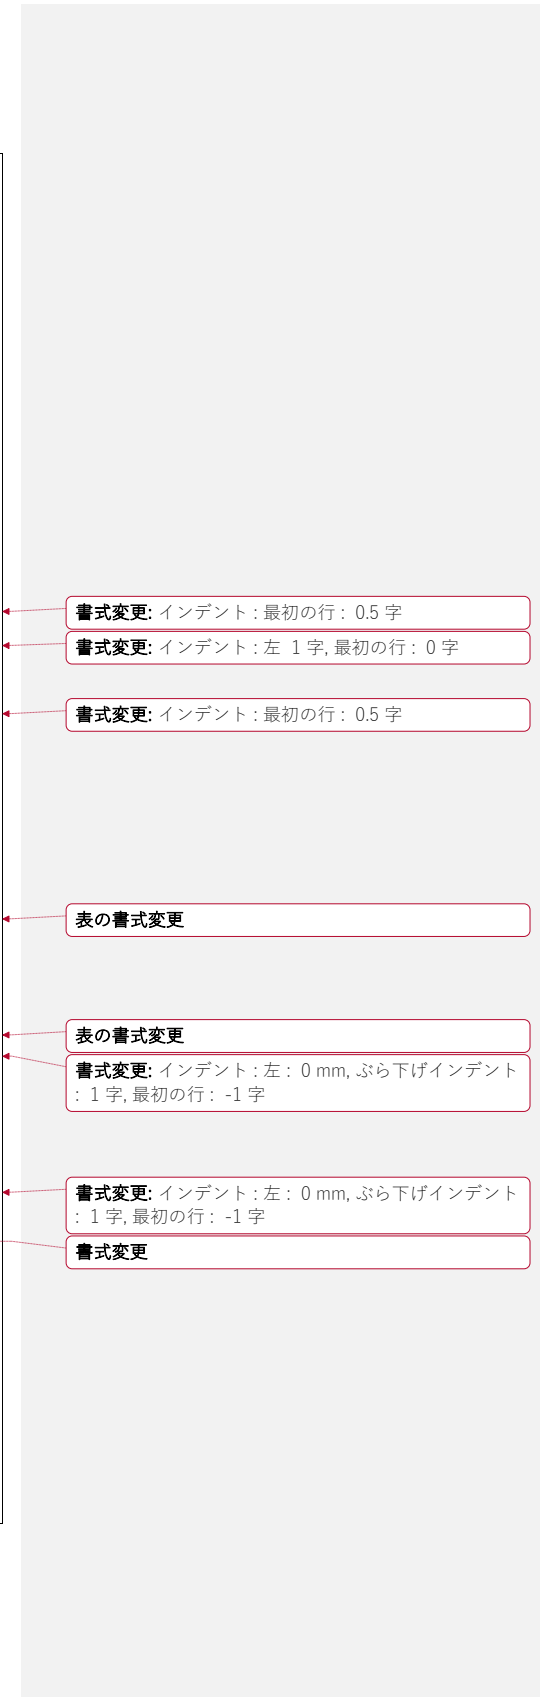 書式変更: インデント : 最初の行 :  0.5 字
書式変更: インデント : 左  1 字, 最初の行 :  0 字
書式変更: インデント : 最初の行 :  0.5 字
表の書式変更
表の書式変更
書式変更: インデント : 左 :  0 mm, ぶら下げインデント
:  1 字, 最初の行 :  -1 字
書式変更: インデント : 左 :  0 mm, ぶら下げインデント
:  1 字, 最初の行 :  -1 字
書式変更